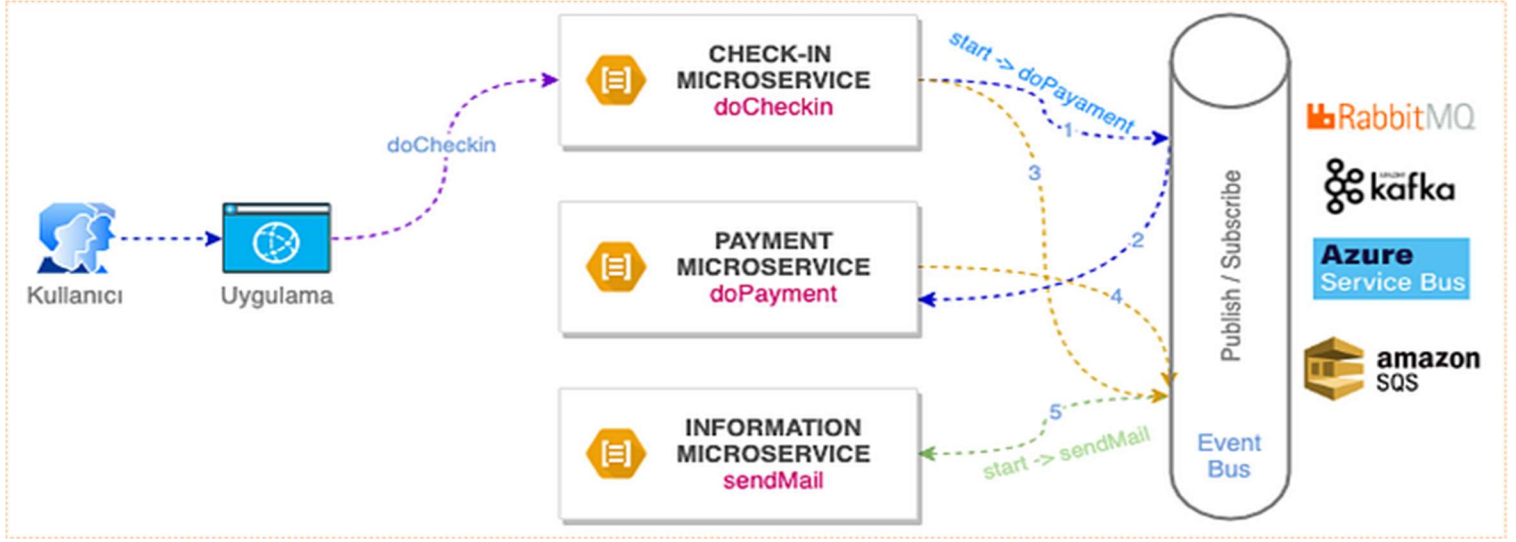 Kullanıcı
Uygulama
doCheckin
CHECK-IN
MICROSERVICE
doCheckin
PAYMENT
MICROSERVICE
doPayment
INFORMATION
MICROSERVICE
sendMail
start -> doPayament
1
2
3
4
5
start -> sendMail
Publish / Subscribe
Event
Bus
RabbitMQ
kafka
Azure
Service Bus
amazon
SQS